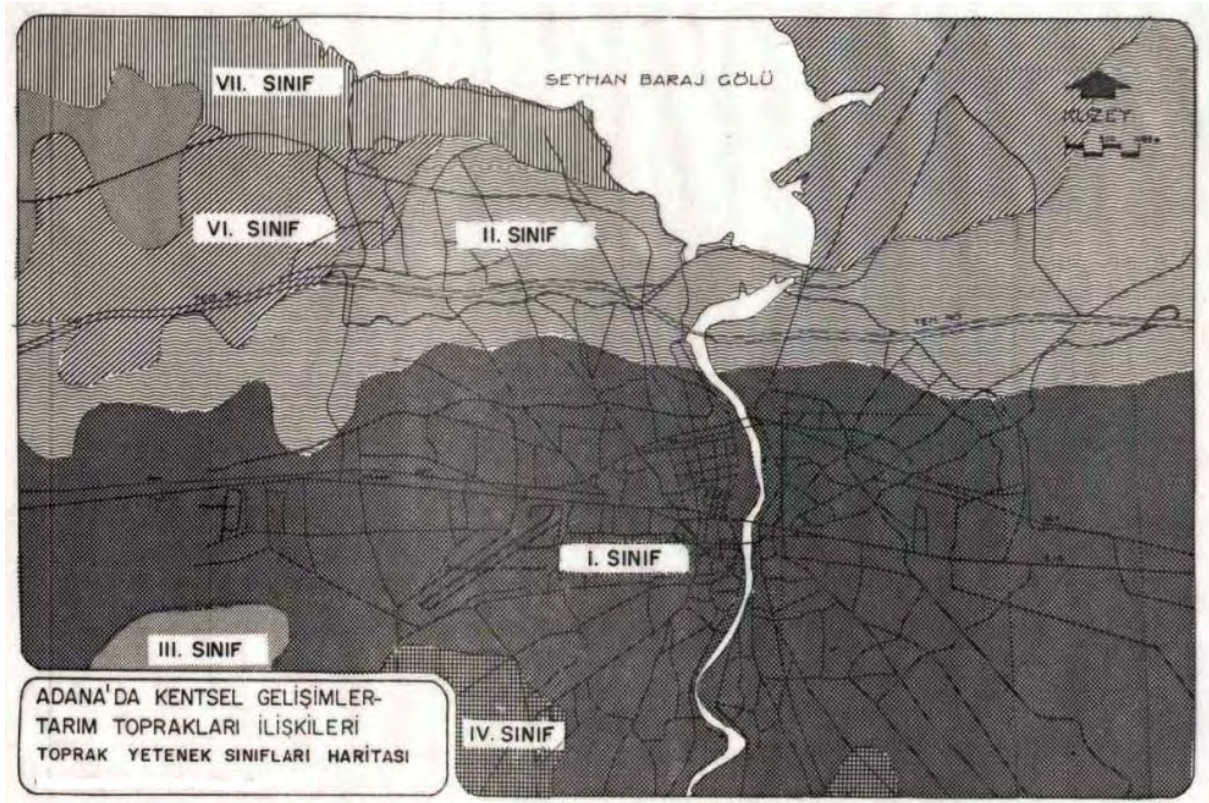 VII. SINIF
SEYHAN BARAJ GÖLÜ
KUZEY
VI. SINIF
II. SINIF
I. SINIF
III. SINIF
IV. SINIF
ADANA'DA KENTSEL GELİŞİMLER-
TARIM TOPRAKLARI İLİŞKİLERİ
TOPRAK YETENEK SINIFLARI HARİTASI